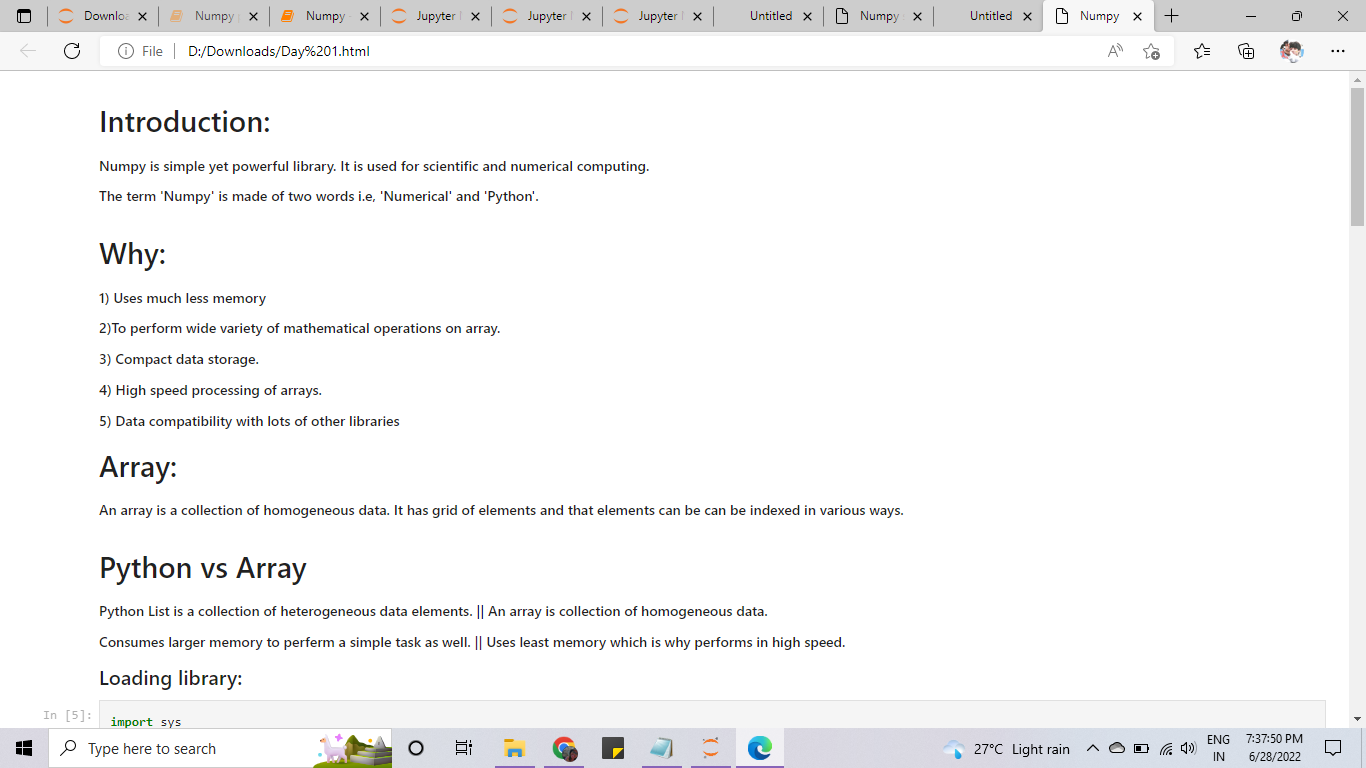 Downloa
Numpy
Numpy
Jupyter
Jupyter
Jupyter
Untitled
Numpy
Untitled
Numpy
File
D:/Downloads/Day%201.html
Introduction:
Numpy is simple yet powerful library. It is used for scientific and numerical computing.
The term 'Numpy' is made of two words i.e, 'Numerical' and 'Python'.
Why:
1) Uses much less memory
2)To perform wide variety of mathematical operations on array.
3) Compact data storage.
4) High speed processing of arrays.
5) Data compatibility with lots of other libraries
Array:
An array is a collection of homogeneous data. It has grid of elements and that elements can be can be indexed in various ways.
Python vs Array
Python List is a collection of heterogeneous data elements. || An array is collection of homogeneous data.
Consumes larger memory to perferm a simple task as well. || Uses least memory which is why performs in high speed.
Loading library:
In [5]:
import sys
Type here to search
27°C Light rain
ENG
IN
7:37:50 PM
6/28/2022